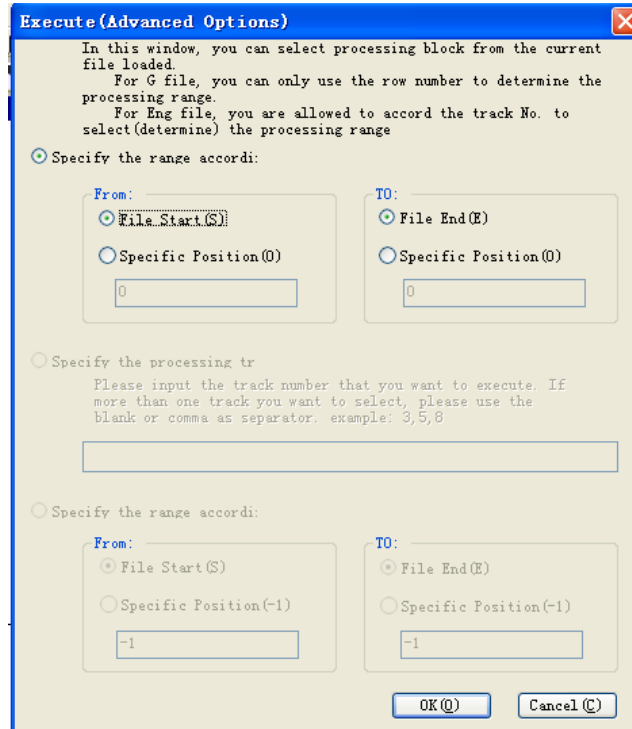 Execute(Advanced Options)
In this window, you can select processing block from the current
file loaded.
For G file, you can only use the row number to determine the
processing range.
For Eng file, you are allowed to accord the track No. to
select(determine) the processing range
Specify the range accordi:
From:
TO:
File Start(S)
File End(E)
Specific Position(O)
Specific Position(O)
0
0
Specify the processing tr
Please input the track number that you want to execute. If
more than one track you want to select, please use the
blank or comma as separator. example: 3,5,8
Specify the range accordi:
From:
TO:
File Start(S)
File End(E)
Specific Position(-1)
Specific Position(-1)
-1
-1
OK(O)
Cancel(C)